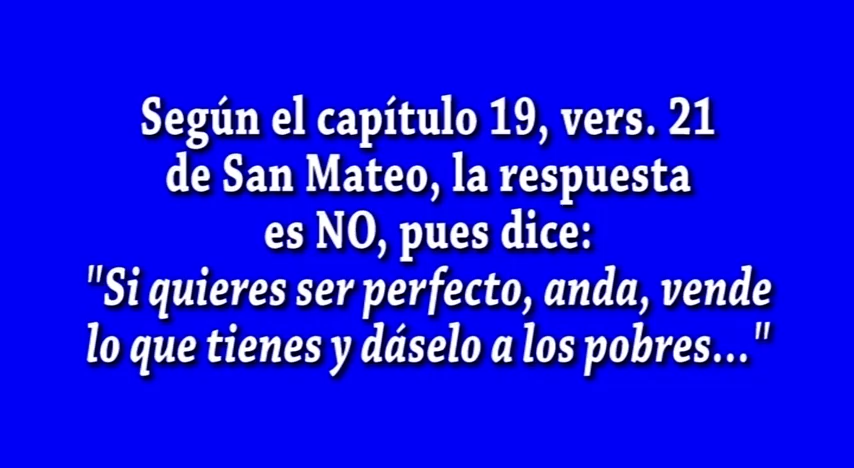 Según el capítulo 19, vers. 21
de San Mateo, la respuesta
es NO, pues dice:
"Si quieres ser perfecto, anda, vende
lo que tienes y dáselo a los pobres..."